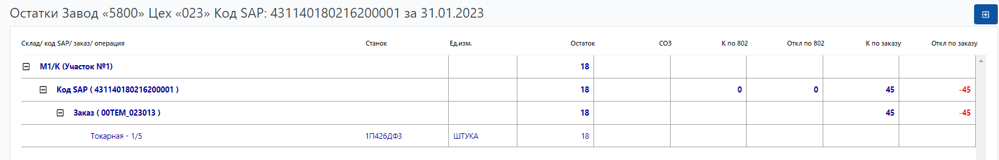 Остатки Завод «5800» Цех «023» Код SAP: 431140180216200001 за 31.01.2023
Склад/ код SAP/ заказ/ операция Станок Ед.изм. Остаток СОЗ К по 802 Откл по 802 К по заказу Откл по заказу
М1/К (Участок №1) 18
Код SAP ( 431140180216200001 ) 18 0 0 45 -45
Заказ ( 00ТЕМ_023013 ) 18 45 -45
Токарная - 1/5 1П426ДФ3 ШТУКА 18